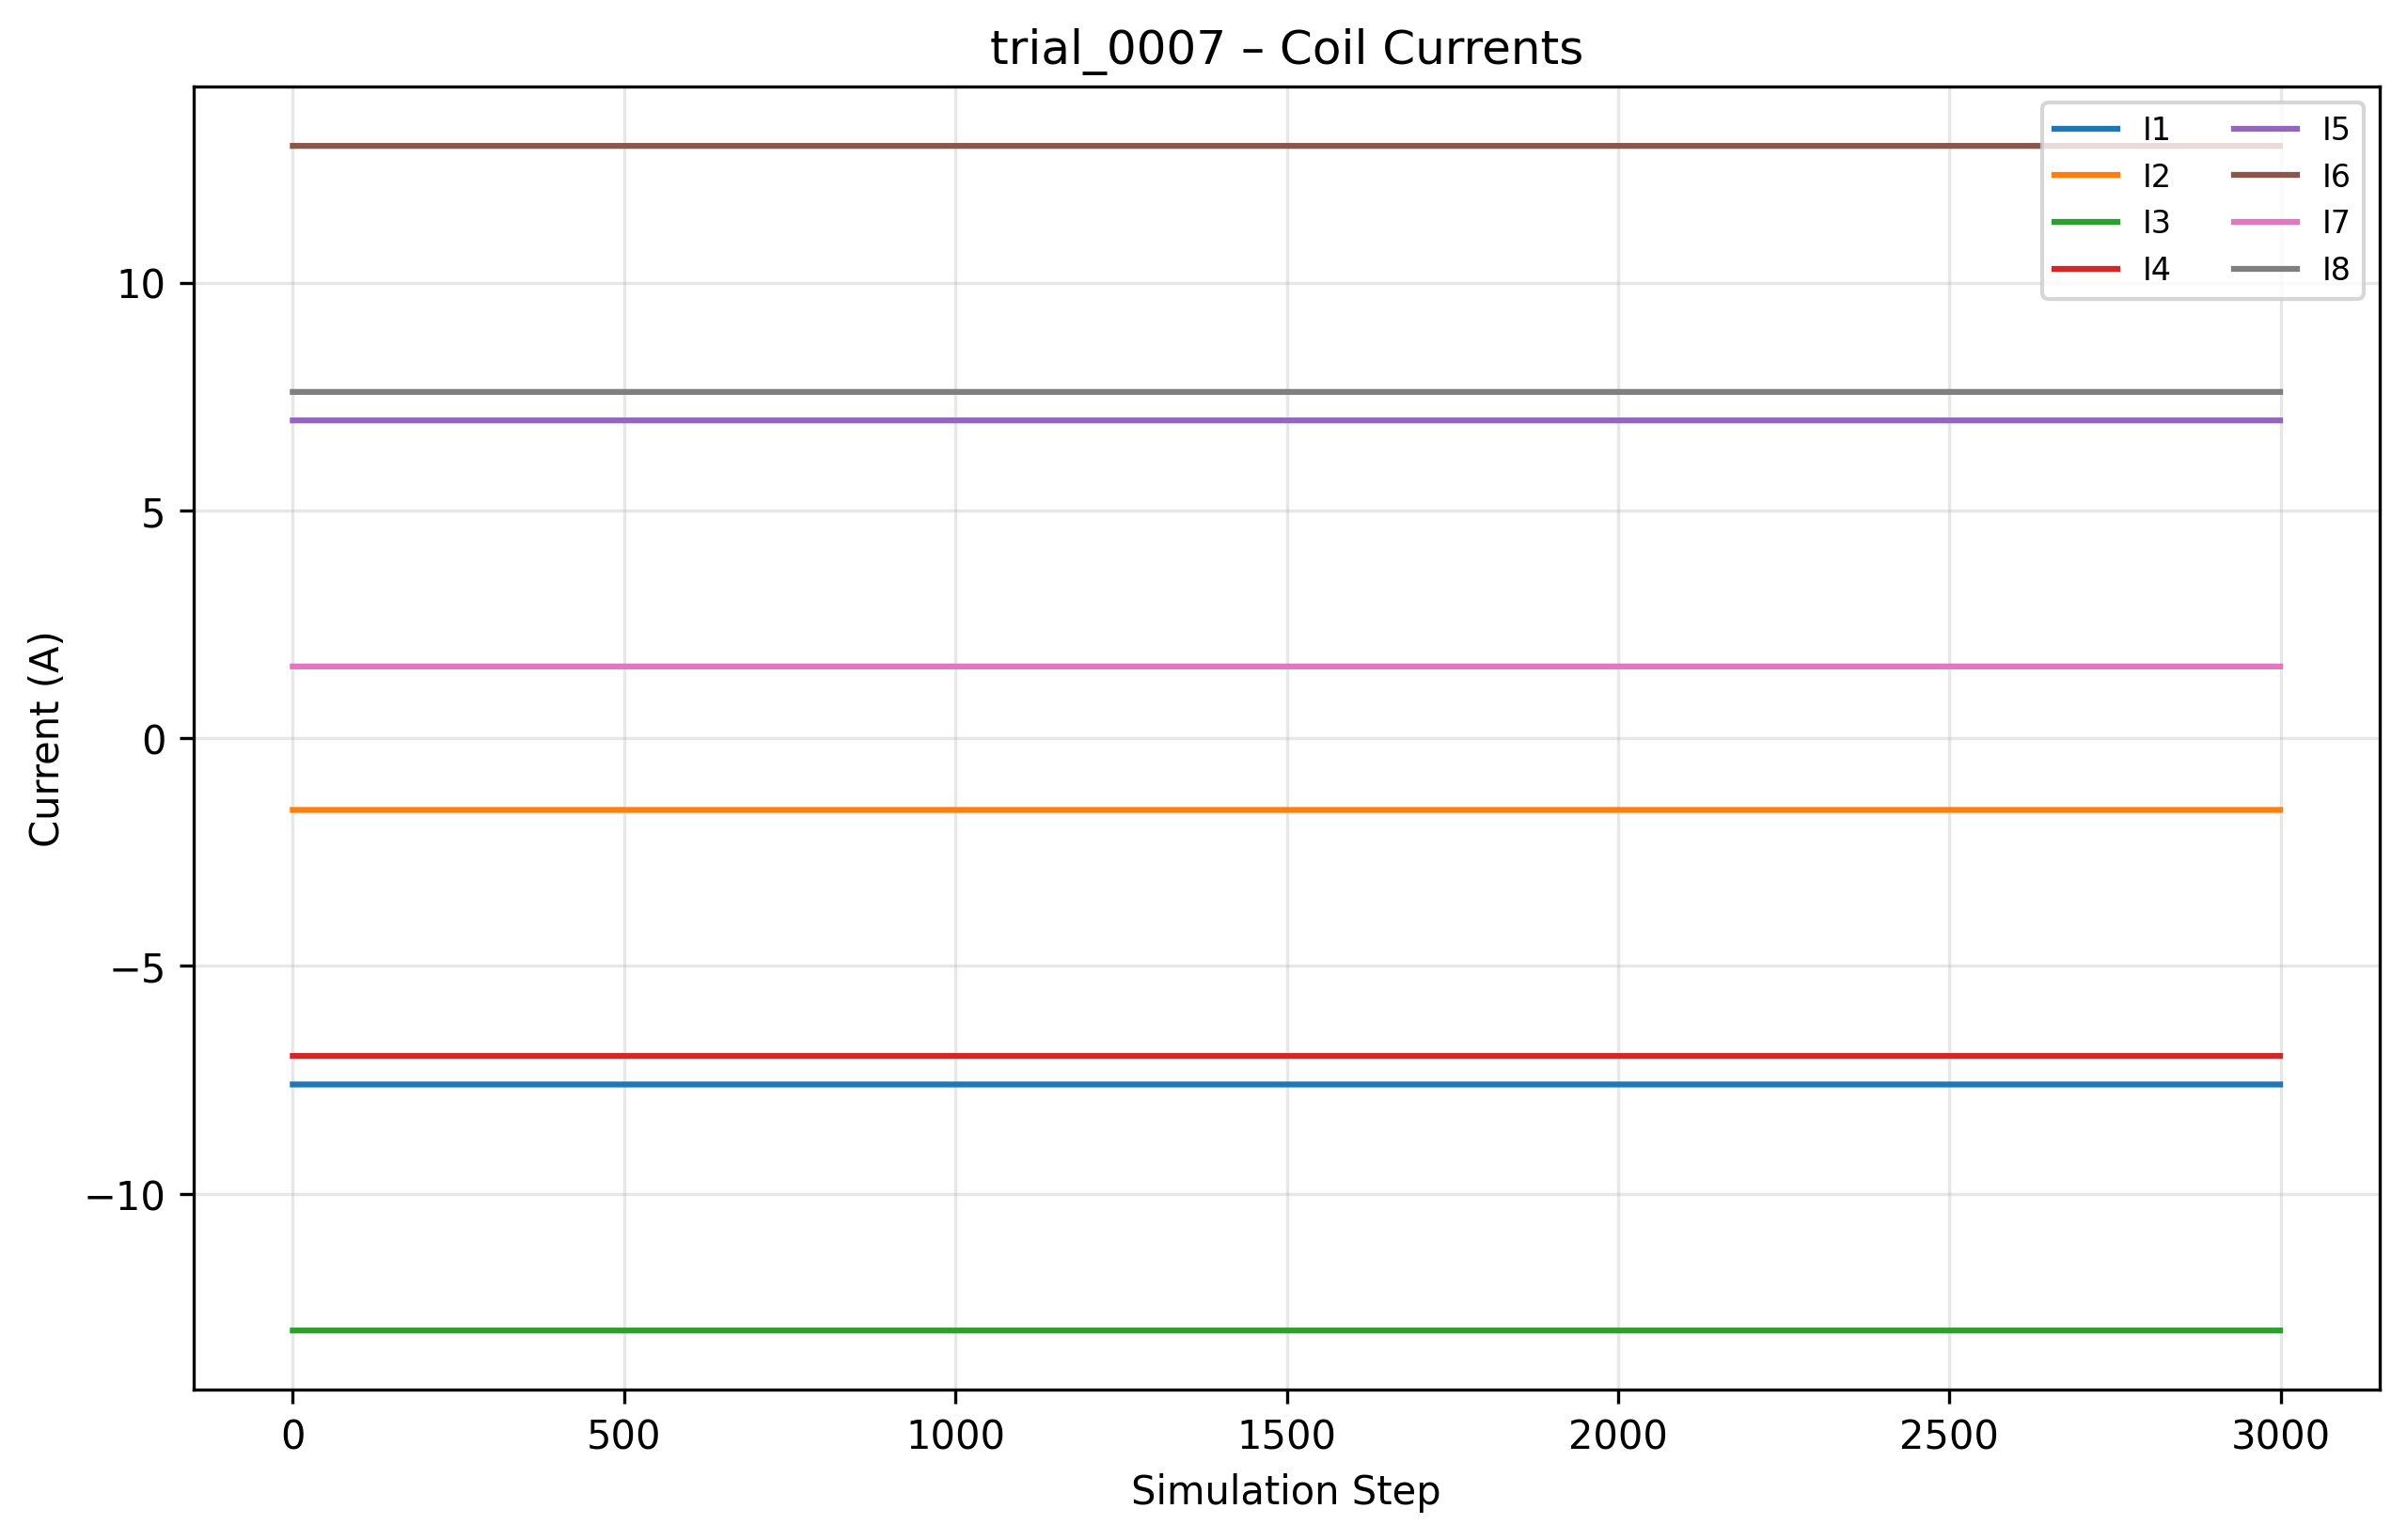 trial_0007 – Coil Currents
I1 I5
I2 I6
I3 I7
I4 I8
10
5
0
−5
−10
Current (A)
0 500 1000 1500 2000 2500 3000
Simulation Step